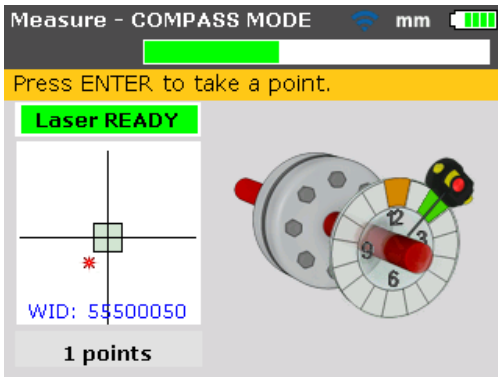 Measure - COMPASS MODE mm
Press ENTER to take a point.
Laser READY
12
3
9
6
WID: 55500050
1 points